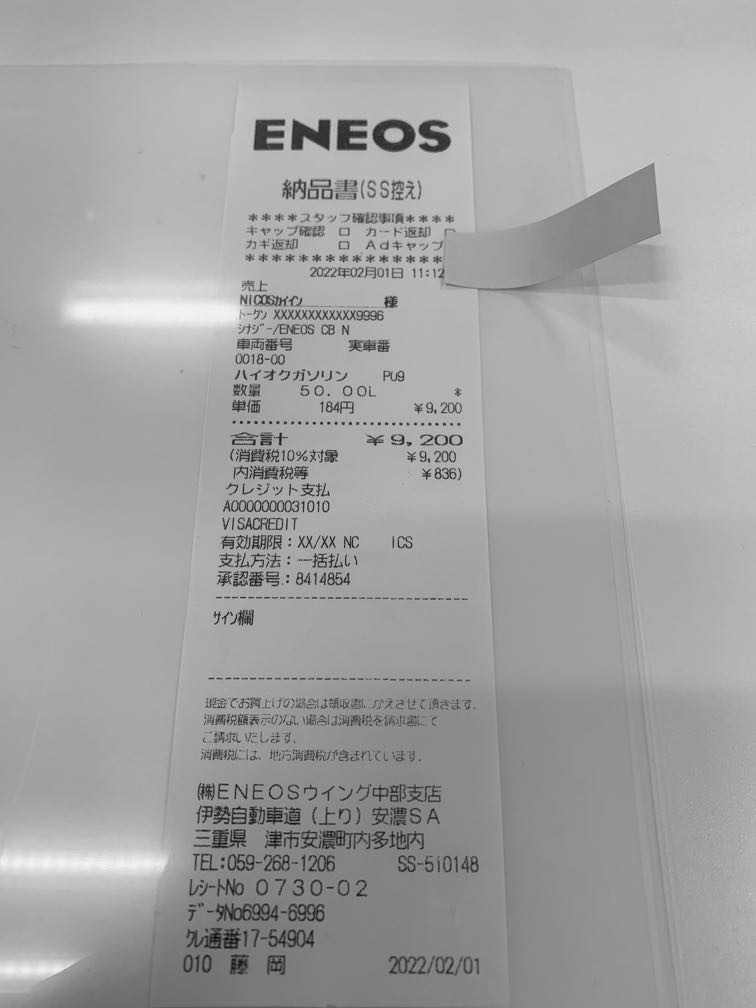 ENEOS
納品書(SS控え)
****スタッフ確認事項****
キャップ確認 □ カード返却 □
カギ返却 □ Adキャップ
******************
2022年02月01日 11:12
売上
NICOSカイイン 様
トークン XXXXXXXXXXXX9996
シナジー/ENEOS CB N
車両番号 実車番
0018-00
ハイオクガソリン P09
数量 50.00L *
単価 184円 ¥9,200
合計 ¥9,200
(消費税10%対象 ¥9,200
内消費税等 ¥836)
クレジット支払
A0000000031010
VISACREDIT
有効期限:XX/XX NC ICS
支払方法:一括払い
承認番号:8414854
サイン欄
現金でお買上げの場合は領収書にかえさせて頂きます。
消費税額表示のない場合は消費税を請求書にて
ご請求いたします。
消費税には、地方消費税が含まれています。
㈱ENEOSウイング中部支店
伊勢自動車道(上り)安濃SA
三重県 津市安濃町内多地内
TEL:059-268-1206 SS-510148
レシートNo 0730-02
データNo6994-6996
クレ通番17-54904
010 藤 岡 2022/02/01